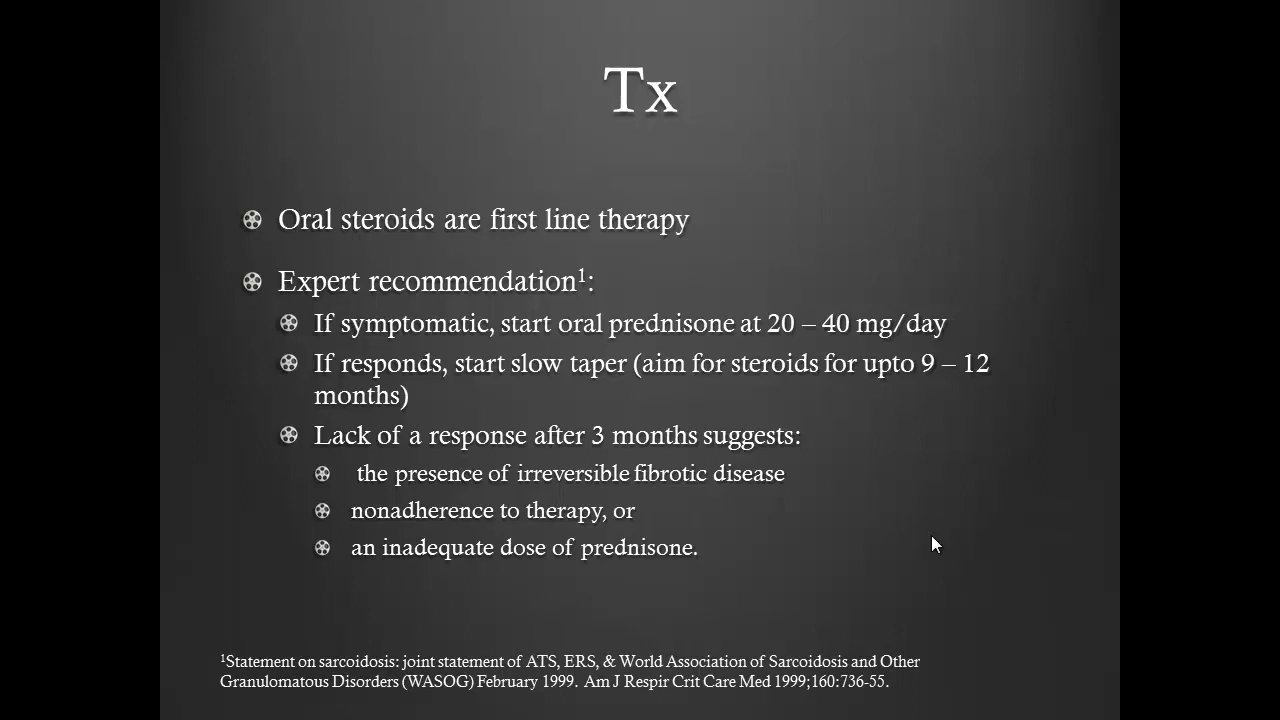 Tx
Oral steroids are first line therapy
Expert recommendation¹:
If symptomatic, start oral prednisone at 20 – 40 mg/day
If responds, start slow taper (aim for steroids for upto 9 – 12
months)
Lack of a response after 3 months suggests:
the presence of irreversible fibrotic disease
nonadherence to therapy, or
an inadequate dose of prednisone.
¹Statement on sarcoidosis: joint statement of ATS, ERS, & World Association of Sarcoidosis and Other
Granulomatous Disorders (WASOG) February 1999. Am J Respir Crit Care Med 1999;160:736-55.